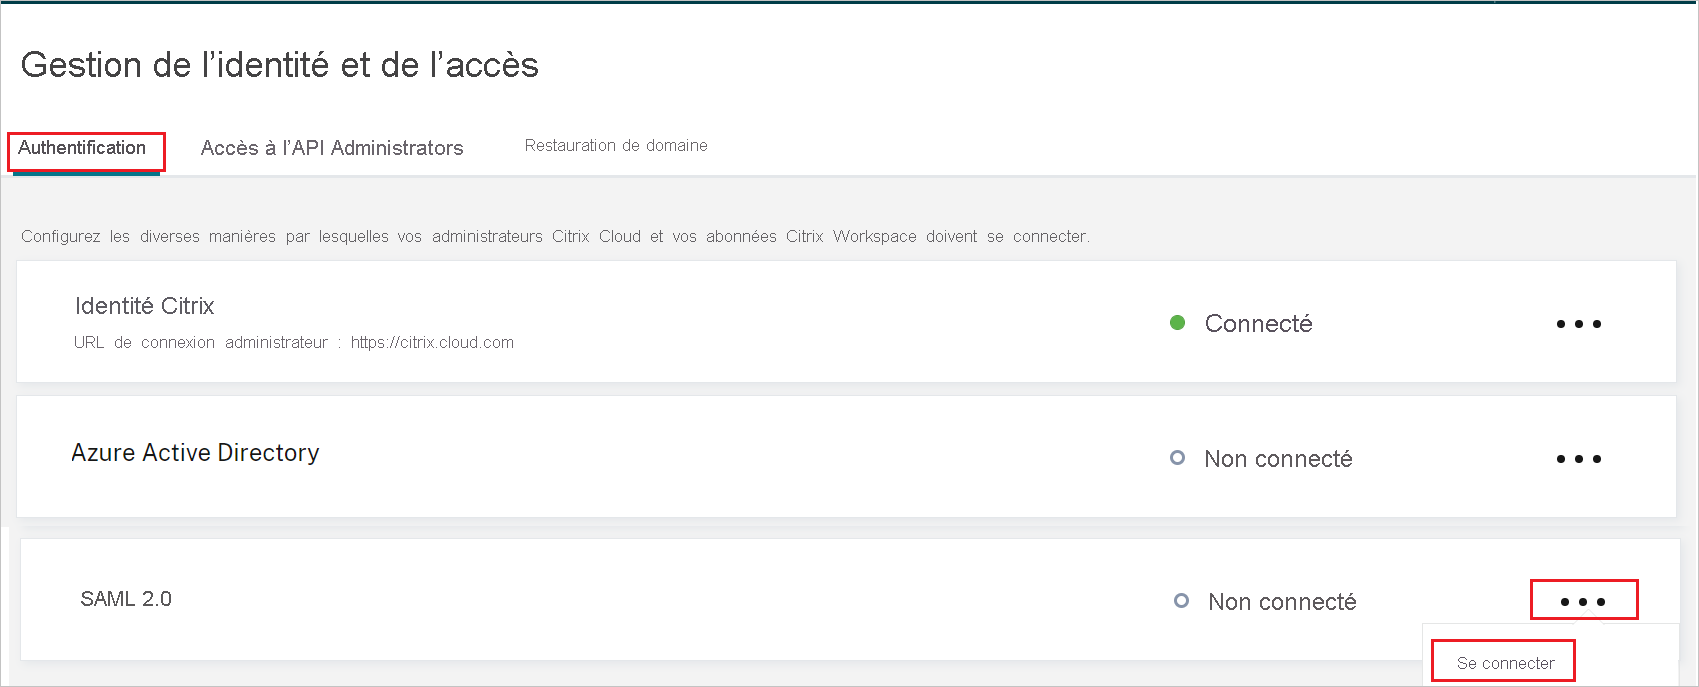 Gestion de l’identité et de l’accès
Authentification
Accès à l’API Administrators
Restauration de domaine
Configurez les diverses manières par lesquelles vos administrateurs Citrix Cloud et vos abonnées Citrix Workspace doivent se connecter.
Identité Citrix
Connecté
URL de connexion administrateur : https://citrix.cloud.com
Azure Active Directory
Non connecté
SAML 2.0
Non connecté
Se connecter